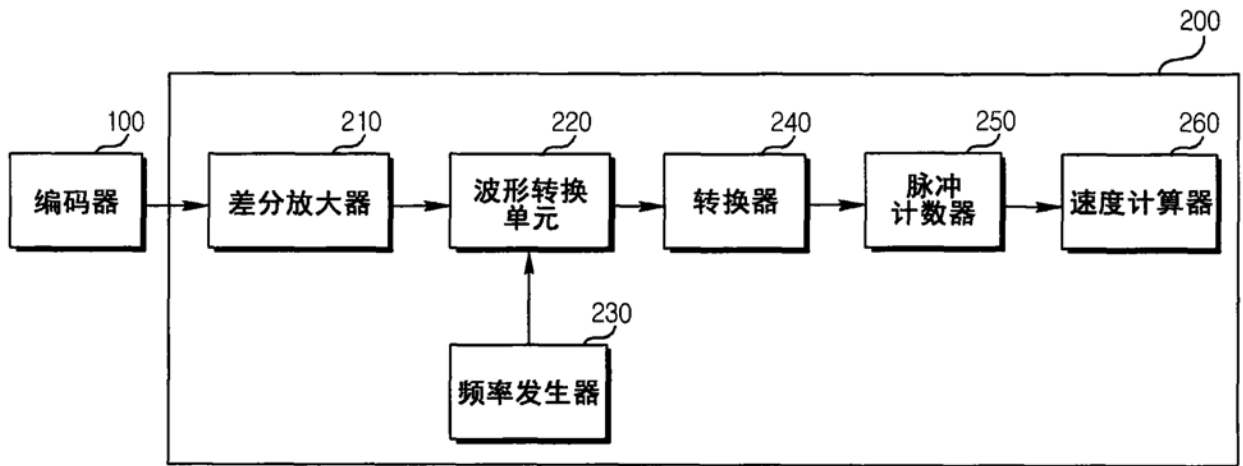 200
100
210
220
240
250
260
编码器
差分放大器
波形转换
单元
转换器
脉冲
计数器
速度计算器
230
频率发生器